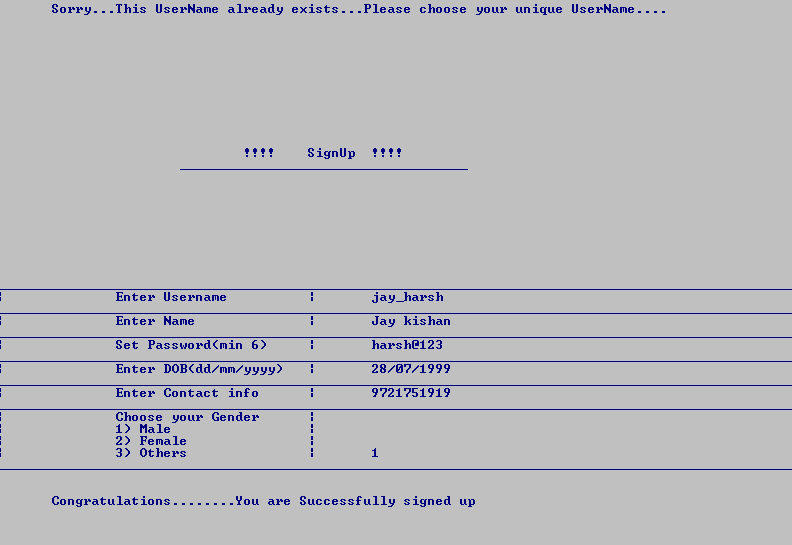 Sorry...This UserName already exists...Please choose your unique UserName....
!!!! SignUp !!!!
Enter Username | jay_harsh
Enter Name | Jay kishan
Set Password(min 6) | harsh@123
Enter DOB(dd/mm/yyyy) | 28/07/1999
Enter Contact info | 9721751919
Choose your Gender |
1) Male |
2) Female |
3) Others | 1
Congratulations........You are Successfully signed up